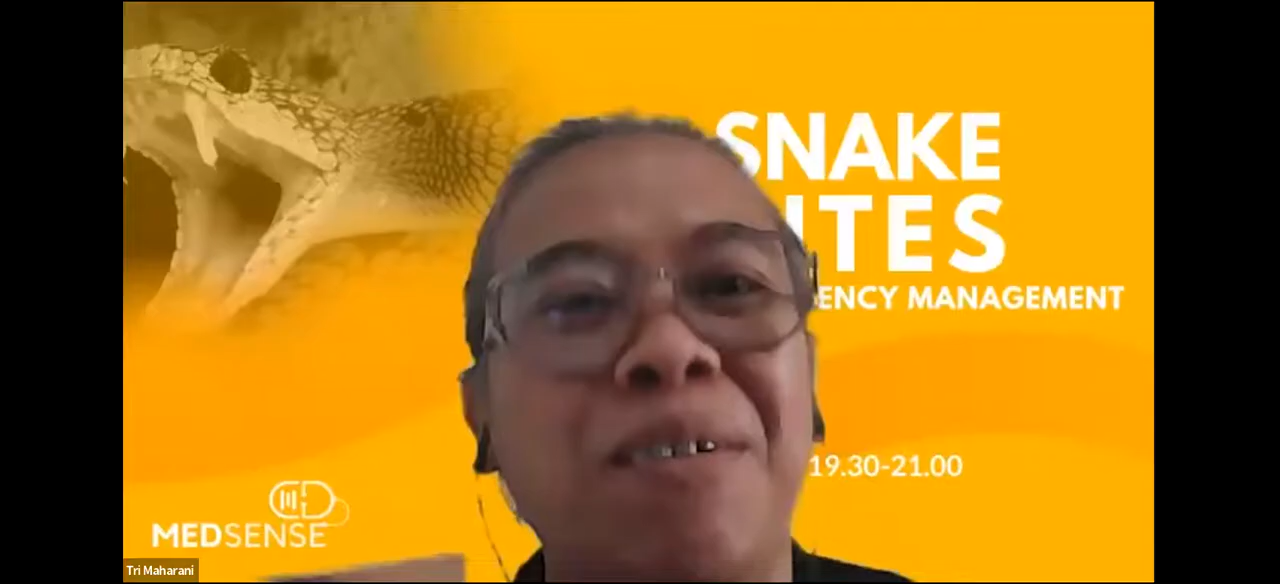 SNAKE
ITES
ENCY MANAGEMENT
19.30-21.00
MEDSENSE
Tri Maharani